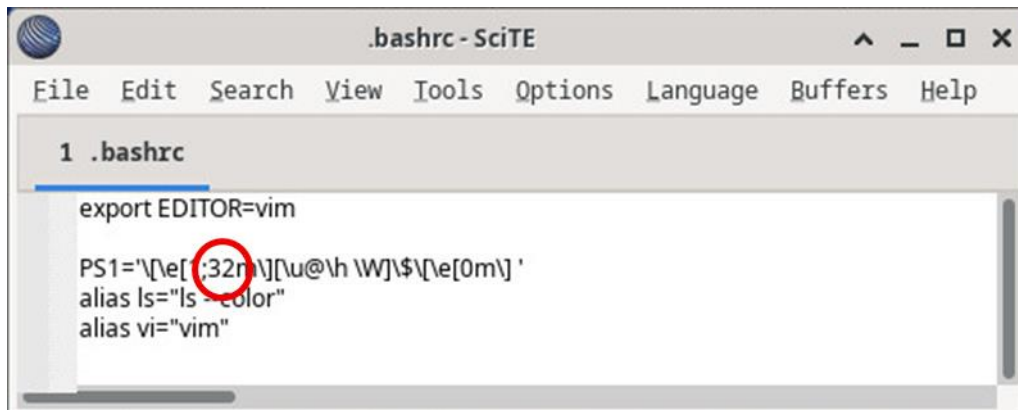 .bashrc - SciTE
File Edit Search View Tools Options Language Buffers Help
1 .bashrc
export EDITOR=vim
PS1='\[\e[1;32m\][\u@\h \W]\$\[\e[0m\] '
alias ls="ls --color"
alias vi="vim"